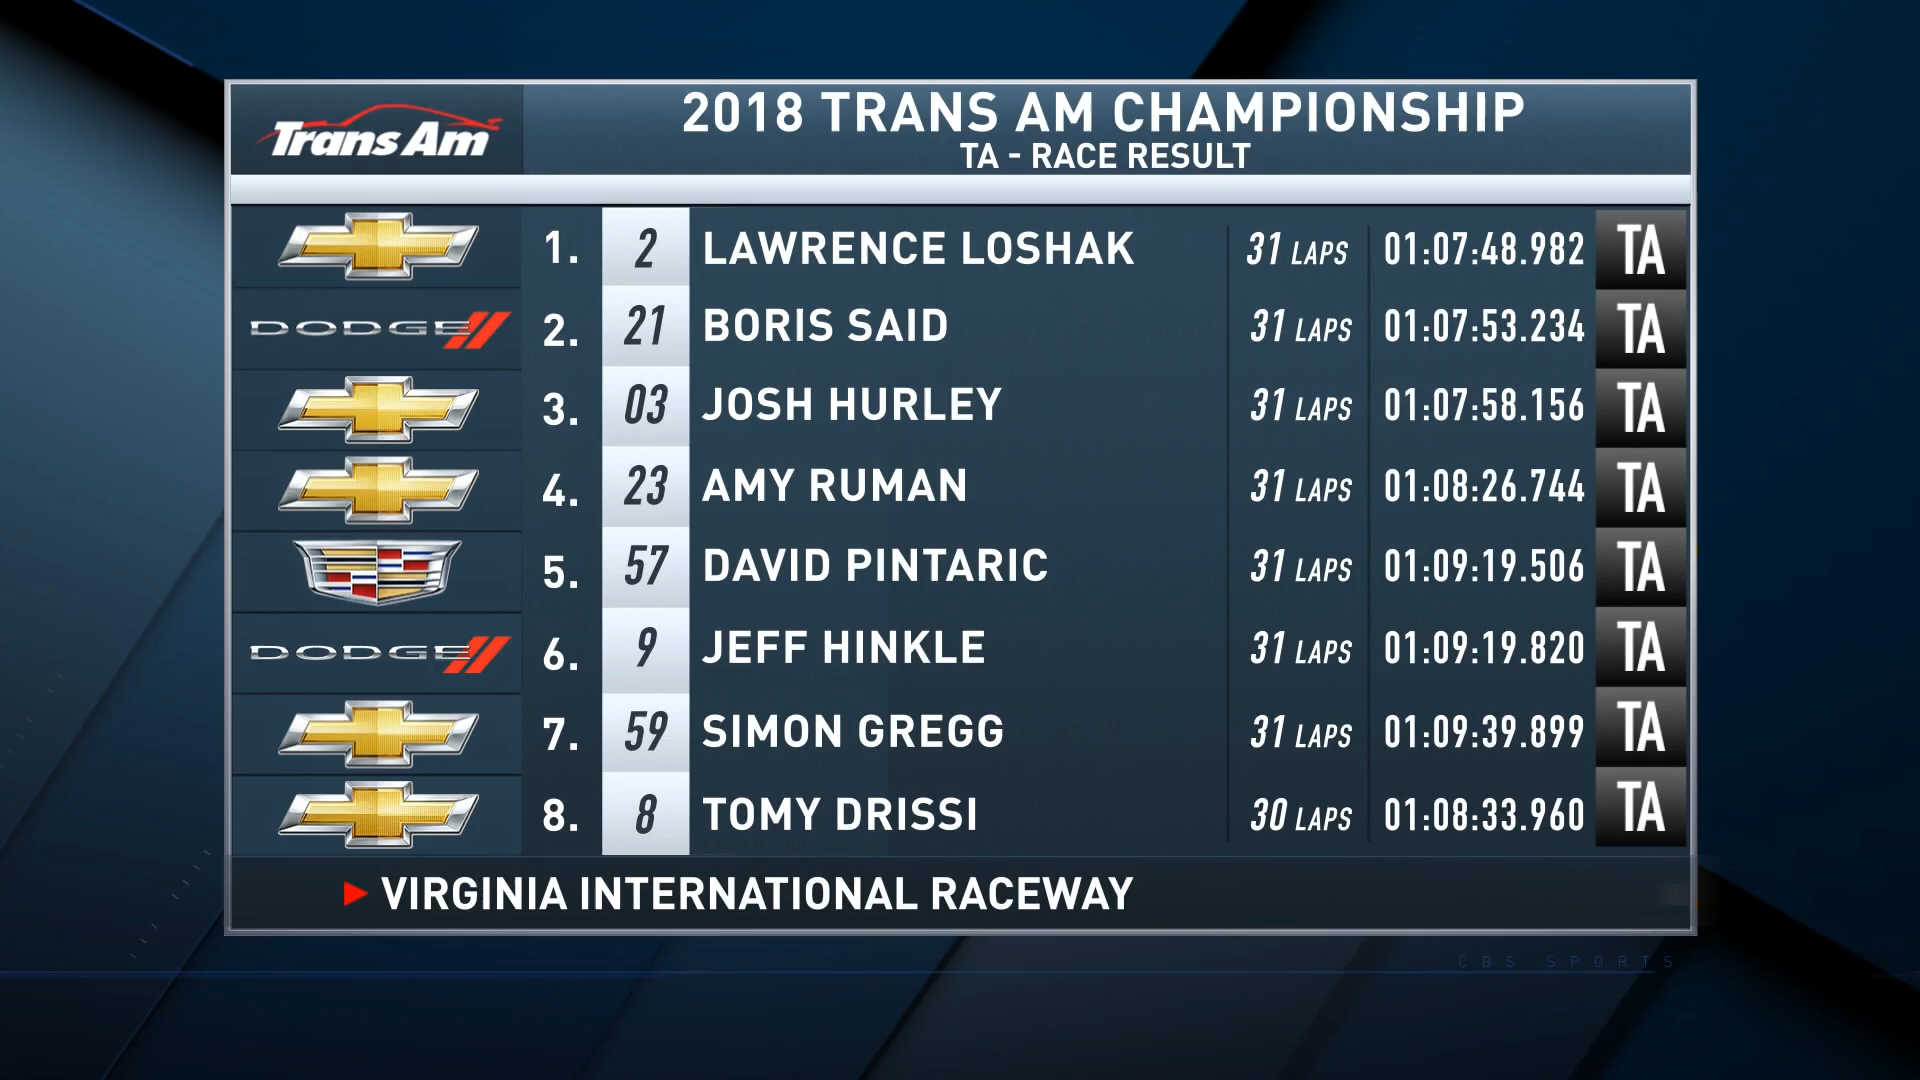 Trans Am
2018 TRANS AM CHAMPIONSHIP
TA - RACE RESULT
1. 2 LAWRENCE LOSHAK 31 LAPS 01:07:48.982 TA
DODGE 2. 21 BORIS SAID 31 LAPS 01:07:53.234 TA
3. 03 JOSH HURLEY 31 LAPS 01:07:58.156 TA
4. 23 AMY RUMAN 31 LAPS 01:08:26.744 TA
5. 57 DAVID PINTARIC 31 LAPS 01:09:19.506 TA
DODGE 6. 9 JEFF HINKLE 31 LAPS 01:09:19.820 TA
7. 59 SIMON GREGG 31 LAPS 01:09:39.899 TA
8. 8 TOMY DRISSI 30 LAPS 01:08:33.960 TA
VIRGINIA INTERNATIONAL RACEWAY
CBS SPORTS